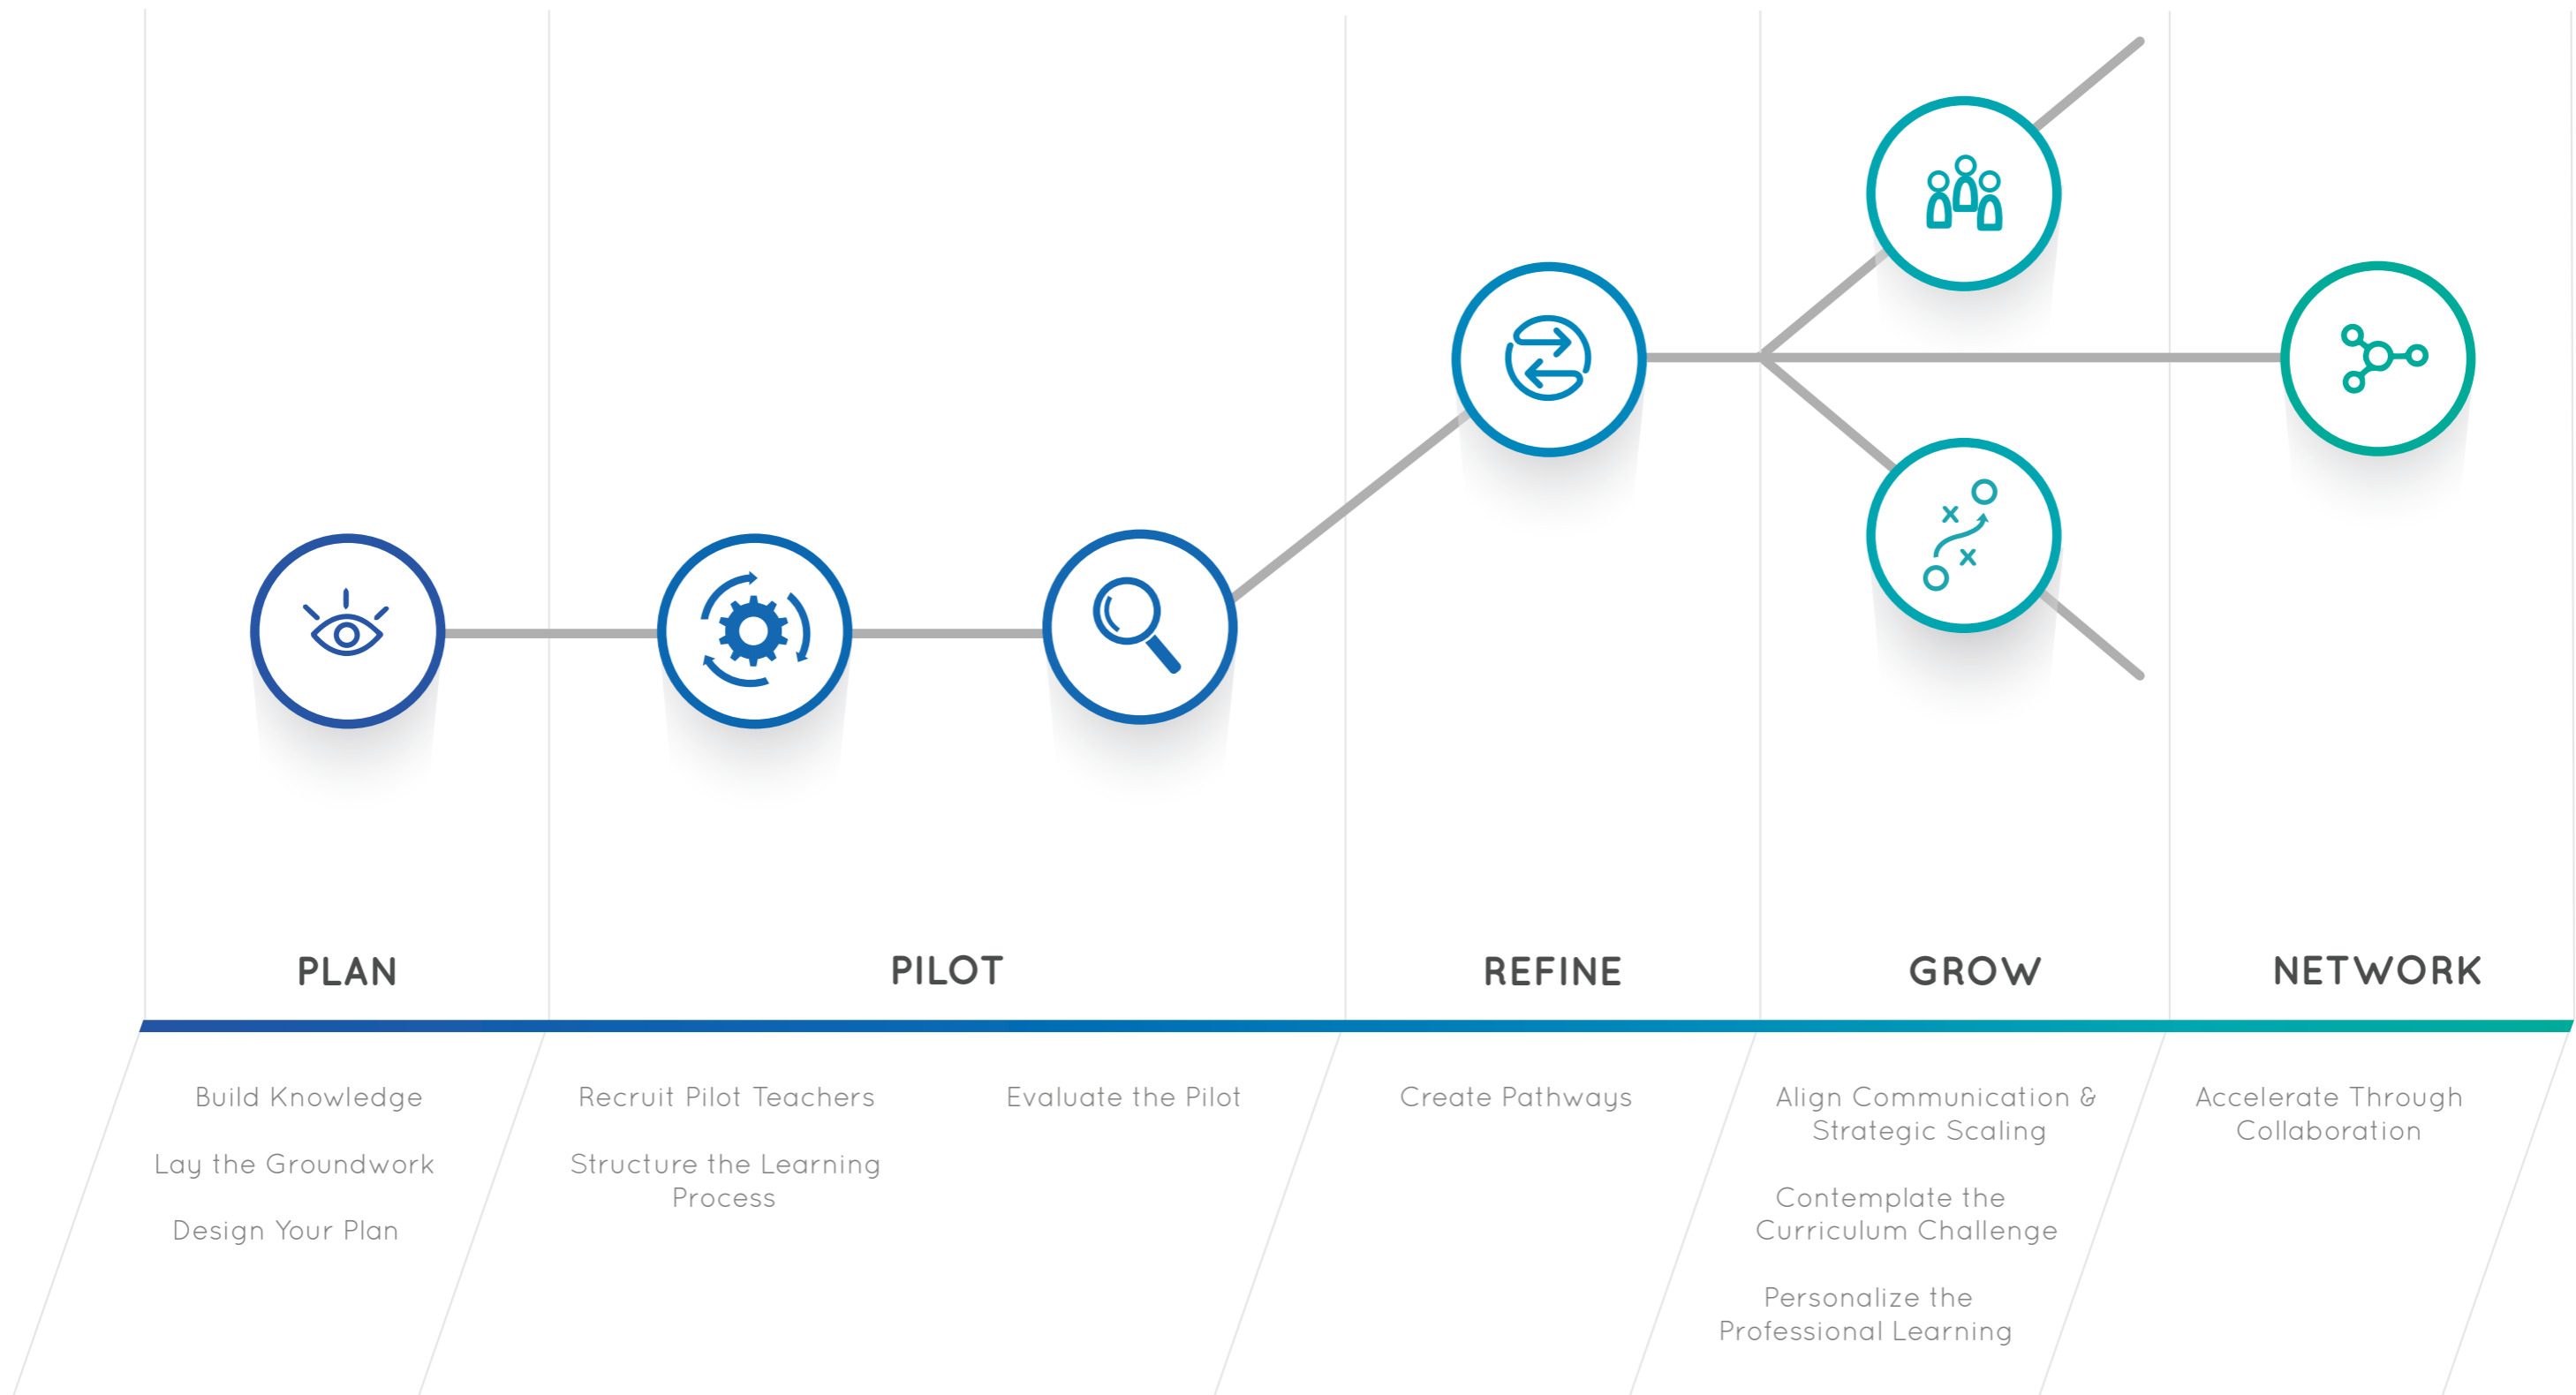 PLAN
PILOT
REFINE
GROW
NETWORK
Build Knowledge
Lay the Groundwork
Design Your Plan
Recruit Pilot Teachers
Structure the Learning
Process
Evaluate the Pilot
Create Pathways
Align Communication &
Strategic Scaling
Contemplate the
Curriculum Challenge
Personalize the
Professional Learning
Accelerate Through
Collaboration